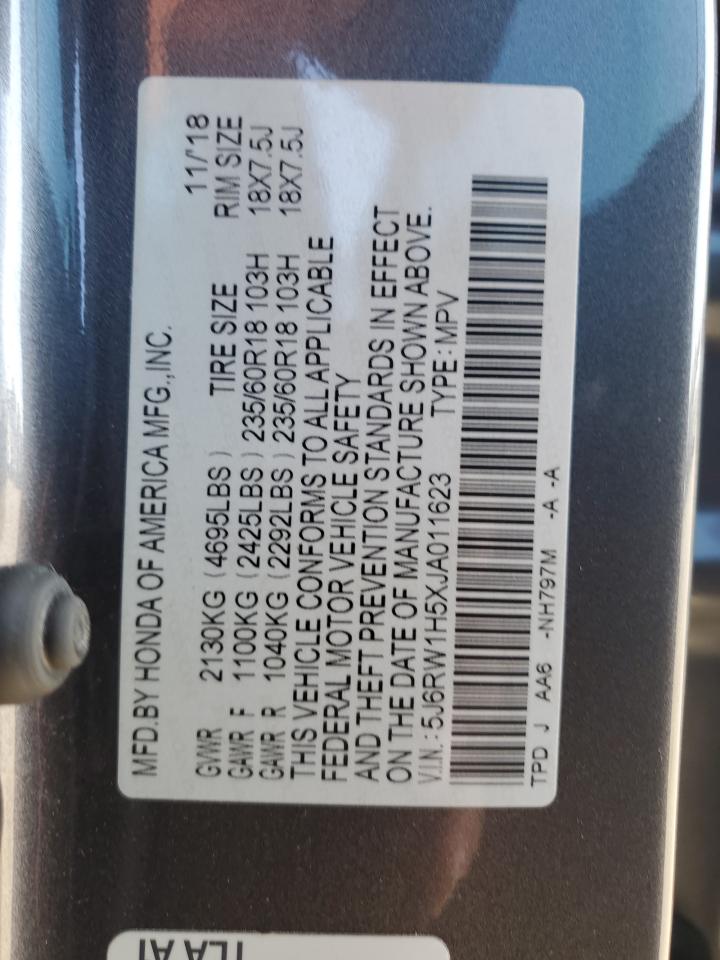 11/'18
MFD.BY HONDA OF AMERICA MFG.,INC.
GVWR 2130KG (4695LBS) TIRE SIZE RIM SIZE
GAWR F 1100KG (2425LBS) 235/60R18 103H 18X7.5J
GAWR R 1040KG (2292LBS) 235/60R18 103H 18X7.5J
THIS VEHICLE CONFORMS TO ALL APPLICABLE
FEDERAL MOTOR VEHICLE SAFETY
AND THEFT PREVENTION STANDARDS IN EFFECT
ON THE DATE OF MANUFACTURE SHOWN ABOVE.
V.I.N.: 5J6RW1H5XJA011623 TYPE: MPV
TPD J AA6 -NH797M -A -A